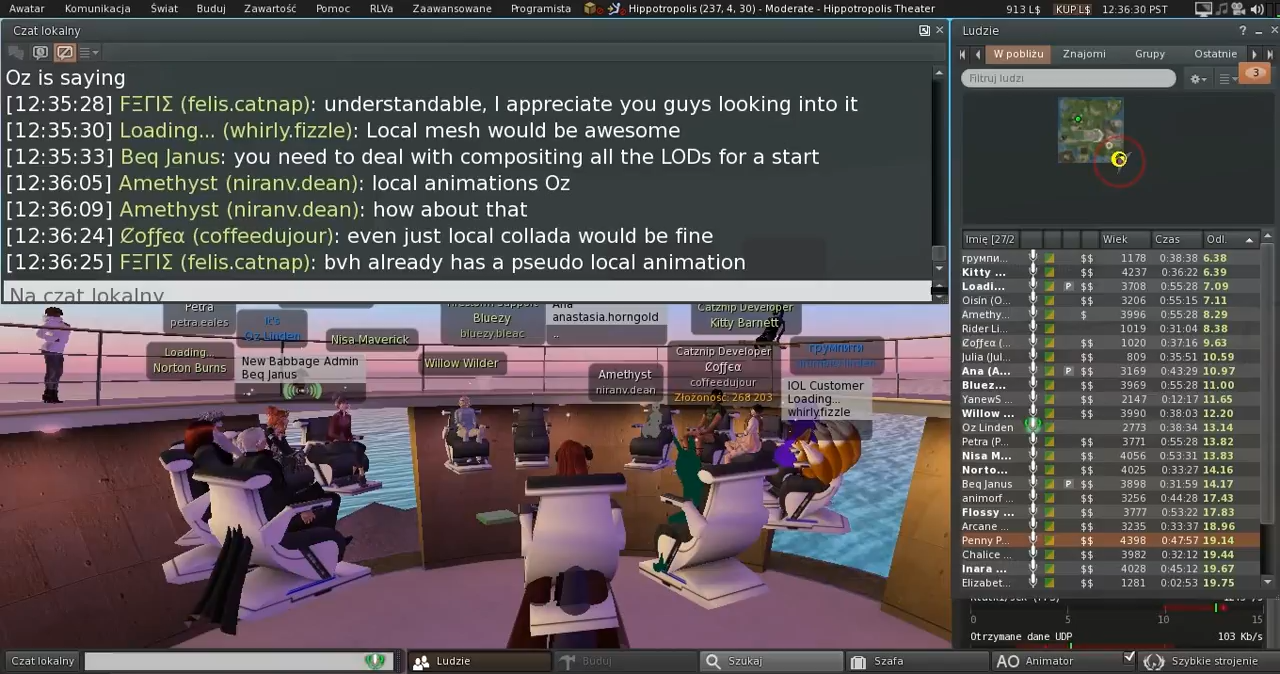 Awatar Komunikacja Świat Buduj Zawartość Pomoc RLVa Zaawansowane Programista Hippotropolis (237, 4, 30) - Moderate - Hippotropolis Theater 913 L$ KUP L$ 12:36:30 PST
Czat lokalny
Oz is saying
[12:35:28] FΞΓIΣ (felis.catnap): understandable, I appreciate you guys looking into it
[12:35:30] Loading... (whirly.fizzle): Local mesh would be awesome
[12:35:33] Beq Janus: you need to deal with compositing all the LODs for a start
[12:36:05] Amethyst (niranv.dean): local animations Oz
[12:36:09] Amethyst (niranv.dean): how about that
[12:36:24] Ȼoƒƒєα (coffeedujour): even just local collada would be fine
[12:36:25] FΞΓIΣ (felis.catnap): bvh already has a pseudo local animation
Na czat lokalny
Petra
petra.eales
It's
Oz Linden
Nisa Maverick
Loading...
Norton Burns
New Babbage Admin
Beq Janus
Bluezy
bluezy.bleac
Willow Wilder
Ana
anastasia.horngold
..
Catznip Developer
Kitty Barnett
Amethyst
niranv.dean
Catznip Developer
Ȼoƒƒєα
coffeedujour
Złożoność: 268 203
грумпити
IOL Customer
Loading...
whirly.fizzle
Ludzie
W pobliżu Znajomi Grupy Ostatnie
Filtruj ludzi
3
Imię [27/2 Wiek Czas Odl.
грумпи... $$ 1178 0:38:38 6.38
Kitty ... $$ 4237 0:36:22 6.39
Loadi... P $$ 3708 0:55:28 7.09
Oisín (O... $$ 3206 0:55:15 7.11
Amethy... $ 3996 0:55:28 8.29
Rider Li... 1019 0:31:04 8.38
Ȼoƒƒєα (... $$ 1020 0:37:16 9.63
Julia (Jul... $$ 809 0:35:51 10.59
Ana (A... P $$ 3169 0:43:29 10.97
Bluez... $$ 3969 0:55:28 11.00
YanewS ... $$ 2147 0:12:17 11.65
Willow ... $$ 3990 0:38:03 12.20
Oz Linden 2773 0:38:34 13.14
Petra (P... $$ 3771 0:55:28 13.82
Nisa M... $$ 4056 0:53:31 13.83
Norto... $$ 4025 0:33:27 14.16
Beq Janus P $$ 3898 0:31:59 14.17
animorf ... $$ 3256 0:44:28 17.43
Flossy ... $$ 3777 0:53:22 17.83
Arcane ... $$ 3235 0:33:37 18.96
Penny P... $$ 4398 0:47:57 19.14
Chalice ... $$ 3982 0:32:12 19.44
Inara ... $$ 4028 0:45:12 19.67
Elizabet... $$ 1281 0:02:53 19.75
0 5 10 15
Otrzymane dane UDP 103 Kb/s
Czat lokalny Ludzie Buduj Szukaj Szafa AO Animator Szybkie strojenie